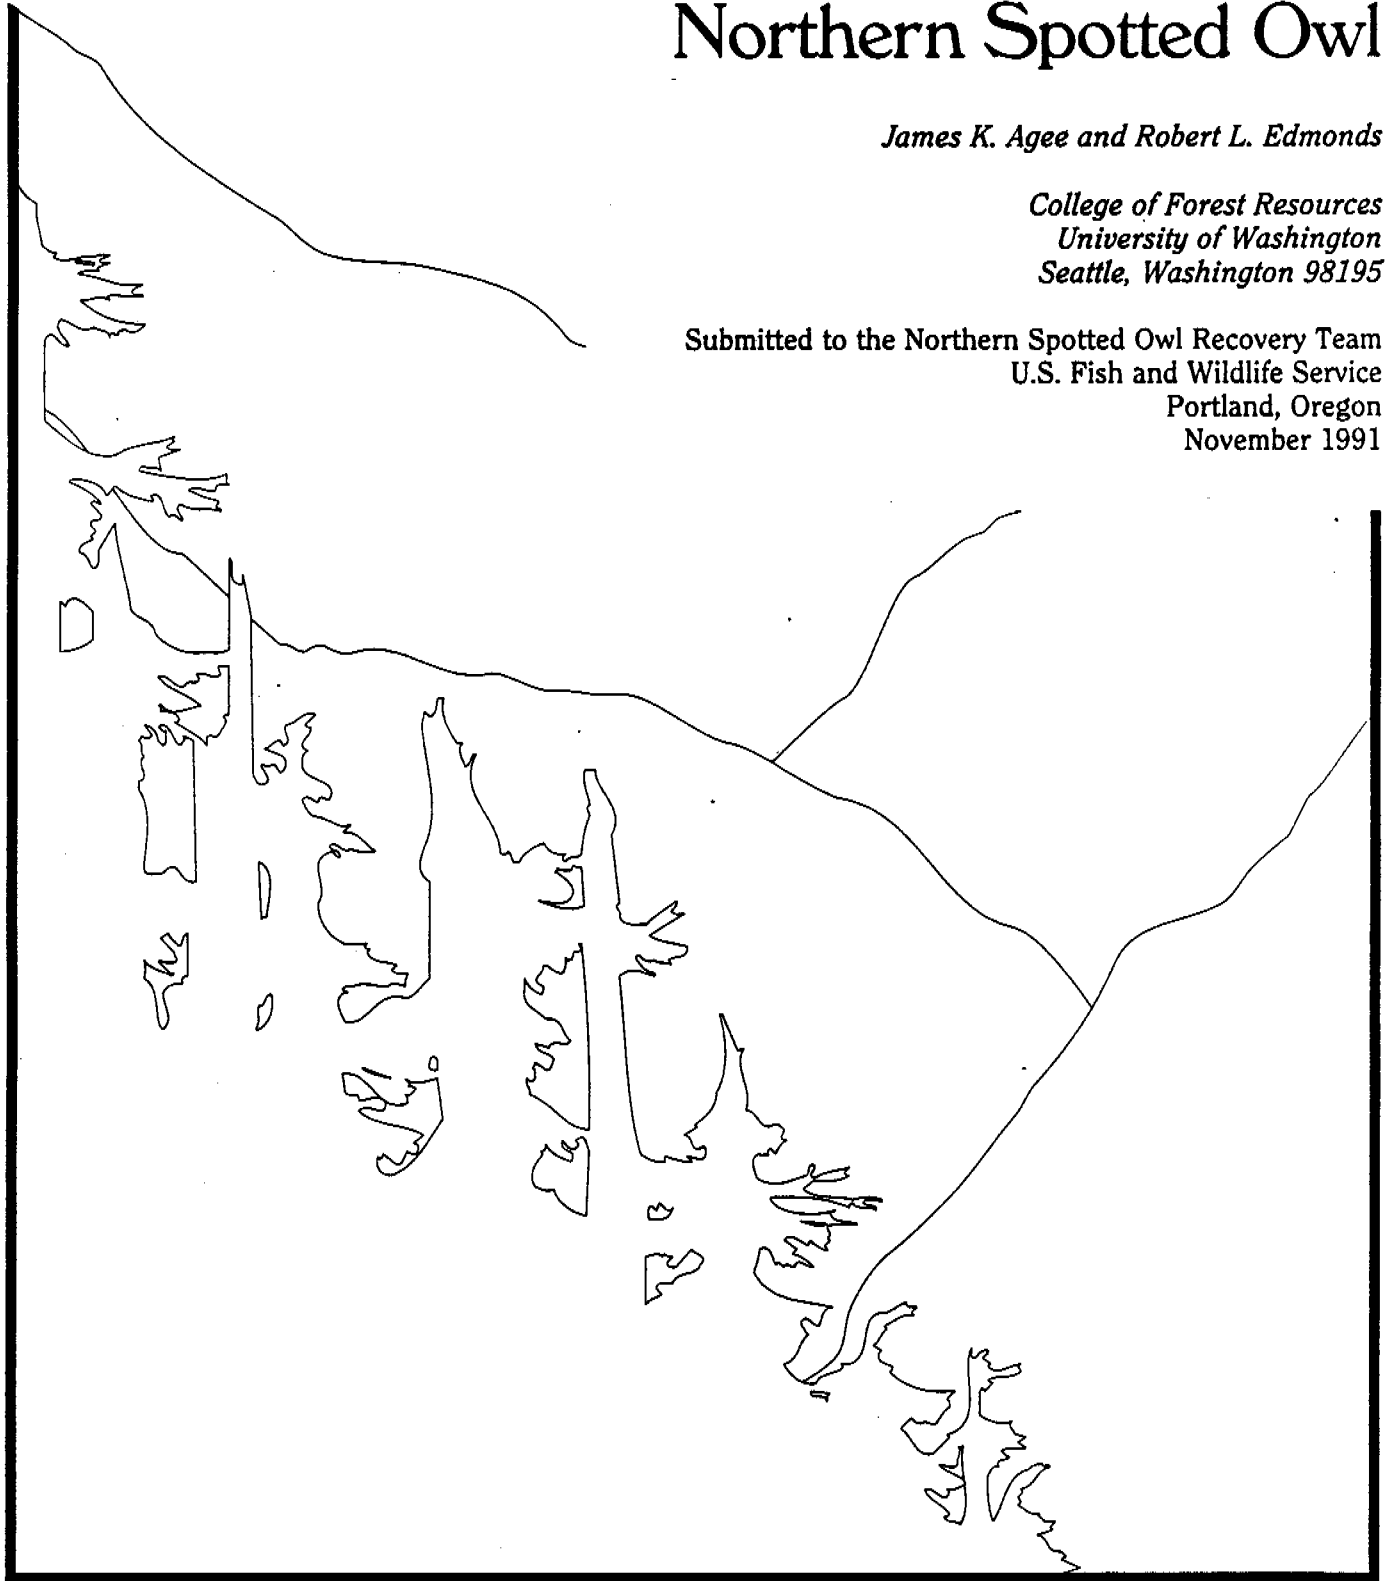 Northern Spotted Owl
James K. Agee and Robert L. Edmonds
College of Forest Resources
University of Washington
Seattle, Washington 98195
Submitted to the Northern Spotted Owl Recovery Team
U.S. Fish and Wildlife Service
Portland, Oregon
November 1991